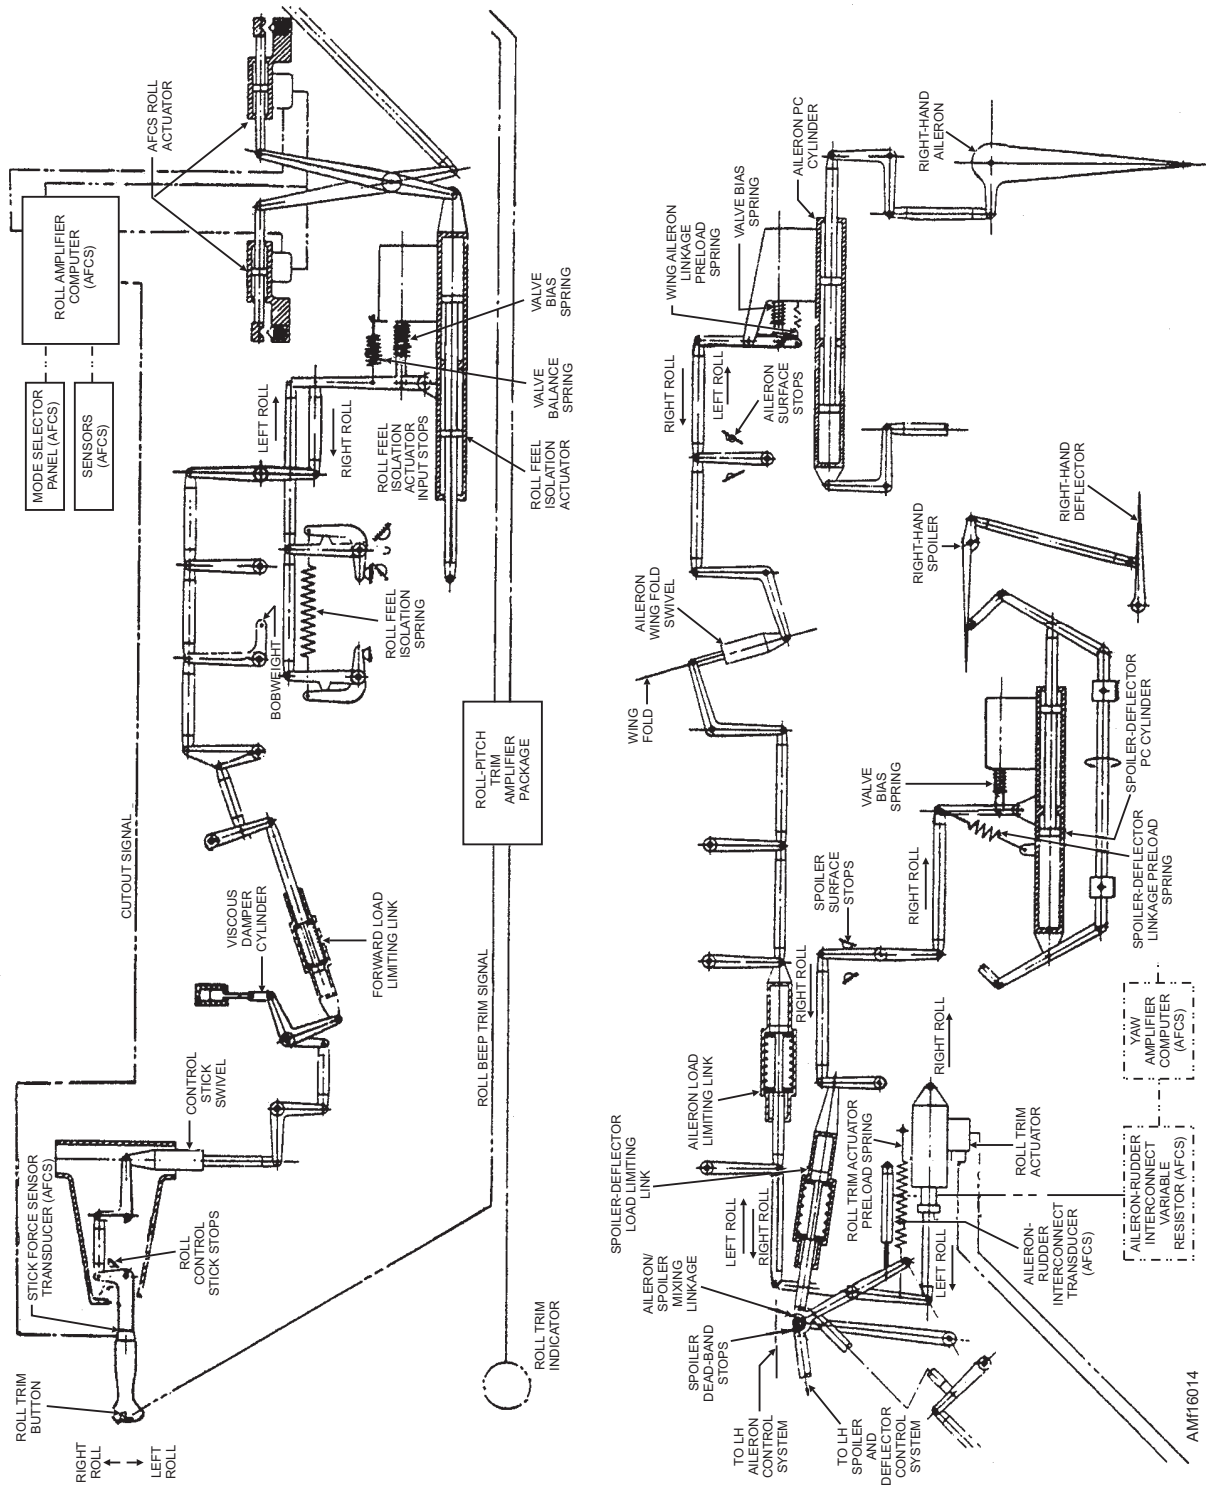 ROLL TRIM
BUTTON
RIGHT
ROLL
LEFT
ROLL
STICK FORCE SENSOR
TRANSDUCER (AFCS)
ROLL
CONTROL
STICK STOPS
CONTROL
STICK
SWIVEL
VISCOUS
DAMPER
CYLINDER
FORWARD LOAD
LIMITING LINK
CUTOUT SIGNAL
BOBWEIGHT
ROLL FEEL
ISOLATION
SPRING
MODE SELECTOR
PANEL (AFCS)
SENSORS
(AFCS)
ROLL AMPLIFIER
COMPUTER
(AFCS)
AFCS ROLL
ACTUATOR
LEFT ROLL
RIGHT ROLL
ROLL FEEL
ISOLATION
ACTUATOR
INPUT STOPS
VALVE
BALANCE
SPRING
VALVE
BIAS
SPRING
ROLL FEEL
ISOLATION
ACTUATOR
ROLL BEEP TRIM SIGNAL
ROLL-PITCH
TRIM
AMPLIFIER
PACKAGE
ROLL TRIM
INDICATOR
WING
FOLD
AILERON
WING FOLD
SWIVEL
RIGHT ROLL
LEFT ROLL
AILERON
SURFACE
STOPS
WING AILERON
LINKAGE
PRELOAD
SPRING
VALVE BIAS
SPRING
AILERON PC
CYLINDER
RIGHT-HAND
AILERON
SPOILER-DEFLECTOR
LOAD LIMITING
LINK
AILERON LOAD
LIMITING LINK
RIGHT ROLL
SPOILER
SURFACE
STOPS
VALVE
BIAS
SPRING
RIGHT ROLL
RIGHT-HAND
SPOILER
RIGHT-HAND
DEFLECTOR
SPOILER-DEFLECTOR
PC CYLINDER
SPOILER-DEFLECTOR
LINKAGE PRELOAD
SPRING
TO LH
AILERON
CONTROL
SYSTEM
SPOILER
DEAD-BAND
STOPS
AILERON/
SPOILER
MIXING
LINKAGE
LEFT ROLL
RIGHT ROLL
ROLL TRIM ACTUATOR
PRELOAD SPRING
RIGHT ROLL
LEFT ROLL
ROLL TRIM
ACTUATOR
AILERON-
RUDDER
INTERCONNECT
TRANSDUCER
(AFCS)
TO LH
SPOILER
AND
DEFLECTOR
CONTROL
SYSTEM
AILERON-RUDDER
INTERCONNECT
VARIABLE
RESISTOR (AFCS)
YAW
AMPLIFIER
COMPUTER
(AFCS)
AMf16014